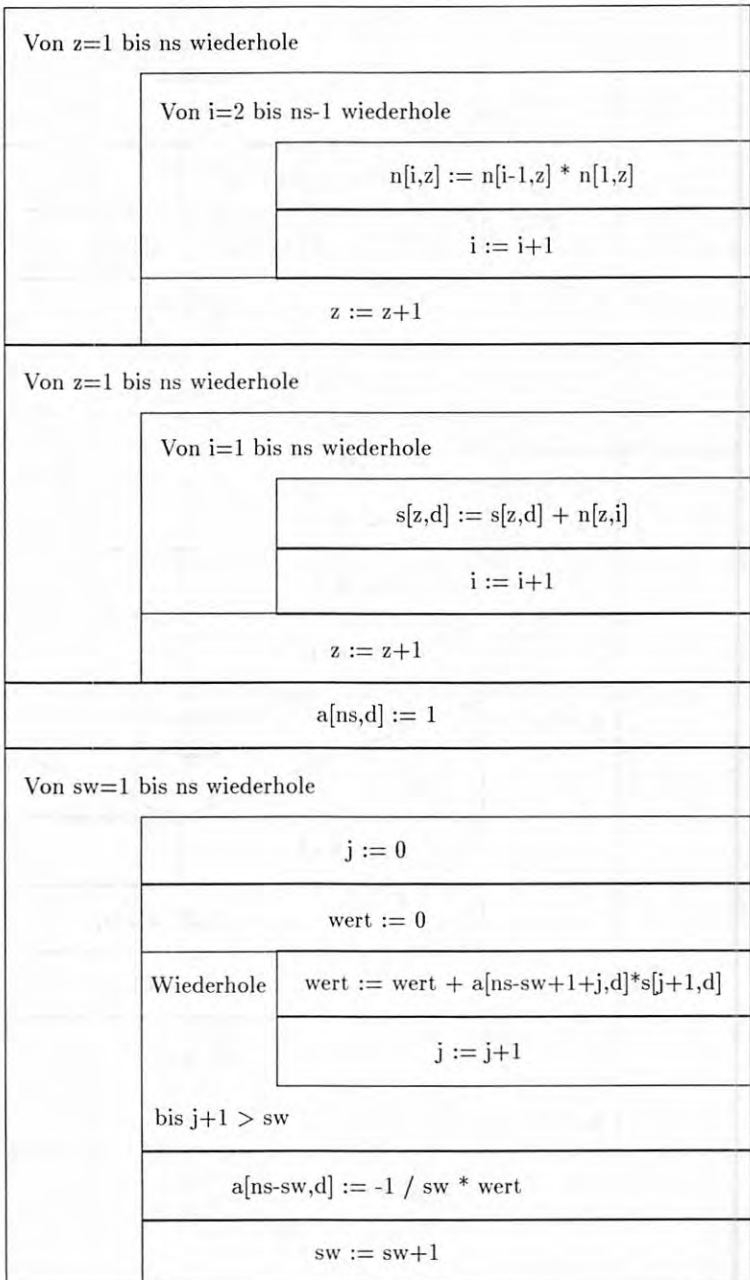 Von z=1 bis ns wiederhole
Von i=2 bis ns-1 wiederhole
n[i,z] := n[i-1,z] * n[1,z]
i := i+1
z := z+1
Von z=1 bis ns wiederhole
Von i=1 bis ns wiederhole
s[z,d] := s[z,d] + n[z,i]
i := i+1
z := z+1
a[ns,d] := 1
Von sw=1 bis ns wiederhole
j := 0
wert := 0
Wiederhole wert := wert + a[ns-sw+1+j,d]*s[j+1,d]
j := j+1
bis j+1 > sw
a[ns-sw,d] := -1 / sw * wert
sw := sw+1